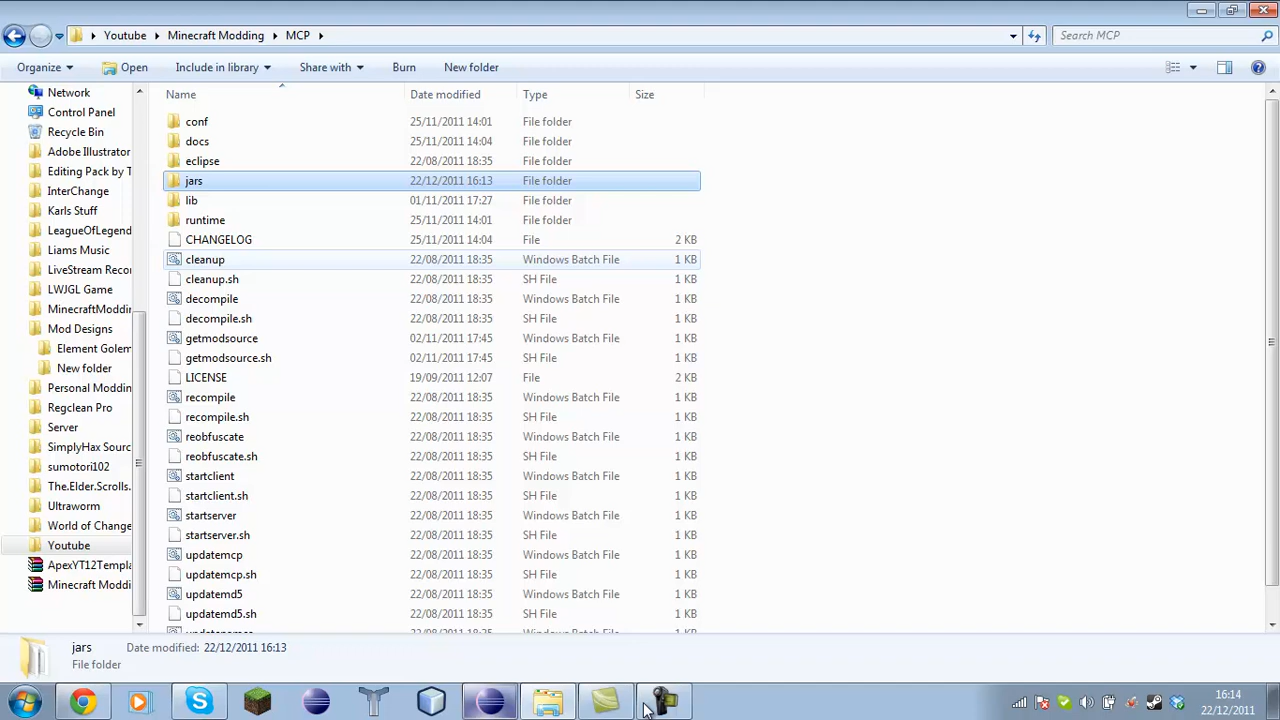 Youtube Minecraft Modding MCP Search MCP
Organize Open Include in library Share with Burn New folder
Name Date modified Type Size
Network
Control Panel
Recycle Bin
Adobe Illustrator
Editing Pack by T
InterChange
Karls Stuff
LeagueOfLegend
Liams Music
LiveStream Reco
LWJGL Game
MinecraftModdi
Mod Designs
Element Golem
New folder
Personal Moddin
Regclean Pro
Server
SimplyHax Sourc
sumotori102
The.Elder.Scrolls.
Ultraworm
World of Change
Youtube
ApexYT12Templa
Minecraft Moddi
conf 25/11/2011 14:01 File folder
docs 25/11/2011 14:04 File folder
eclipse 22/08/2011 18:35 File folder
jars 22/12/2011 16:13 File folder
lib 01/11/2011 17:27 File folder
runtime 25/11/2011 14:01 File folder
CHANGELOG 25/11/2011 14:04 File 2 KB
cleanup 22/08/2011 18:35 Windows Batch File 1 KB
cleanup.sh 22/08/2011 18:35 SH File 1 KB
decompile 22/08/2011 18:35 Windows Batch File 1 KB
decompile.sh 22/08/2011 18:35 SH File 1 KB
getmodsource 02/11/2011 17:45 Windows Batch File 1 KB
getmodsource.sh 02/11/2011 17:45 SH File 1 KB
LICENSE 19/09/2011 12:07 File 2 KB
recompile 22/08/2011 18:35 Windows Batch File 1 KB
recompile.sh 22/08/2011 18:35 SH File 1 KB
reobfuscate 22/08/2011 18:35 Windows Batch File 1 KB
reobfuscate.sh 22/08/2011 18:35 SH File 1 KB
startclient 22/08/2011 18:35 Windows Batch File 1 KB
startclient.sh 22/08/2011 18:35 SH File 1 KB
startserver 22/08/2011 18:35 Windows Batch File 1 KB
startserver.sh 22/08/2011 18:35 SH File 1 KB
updatemcp 22/08/2011 18:35 Windows Batch File 1 KB
updatemcp.sh 22/08/2011 18:35 SH File 1 KB
updatemd5 22/08/2011 18:35 Windows Batch File 1 KB
updatemd5.sh 22/08/2011 18:35 SH File 1 KB
jars Date modified: 22/12/2011 16:13
File folder
16:14
22/12/2011